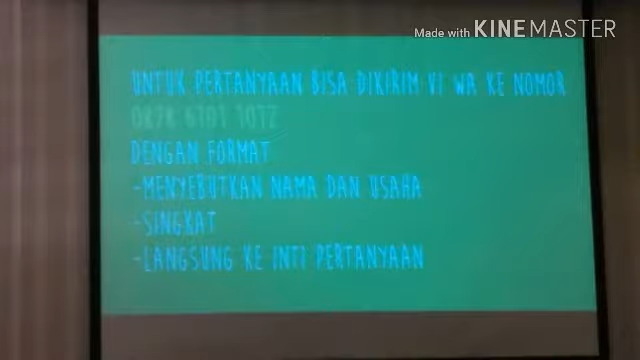 Made with KINEMASTER
UNTUK PERTANYAAN BISA DIKIRIM VI WA KE NOMOR
DENGAN FORMAT
-MENYEBUTKAN NAMA DAN USAHA
-SINGKAT
-LANGSUNG KE INTI PERTANYAAN